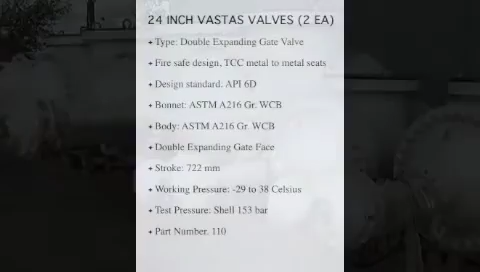 24 INCH VASTAS VALVES (2 EA)
✦ Type: Double Expanding Gate Valve
✦ Fire safe design, TCC metal to metal seats
✦ Design standard: API 6D
✦ Bonnet: ASTM A216 Gr. WCB
✦ Body: ASTM A216 Gr. WCB
✦ Double Expanding Gate Face
✦ Stroke: 722 mm
✦ Working Pressure: -29 to 38 Celsius
✦ Test Pressure: Shell 153 bar
✦ Part Number. 110